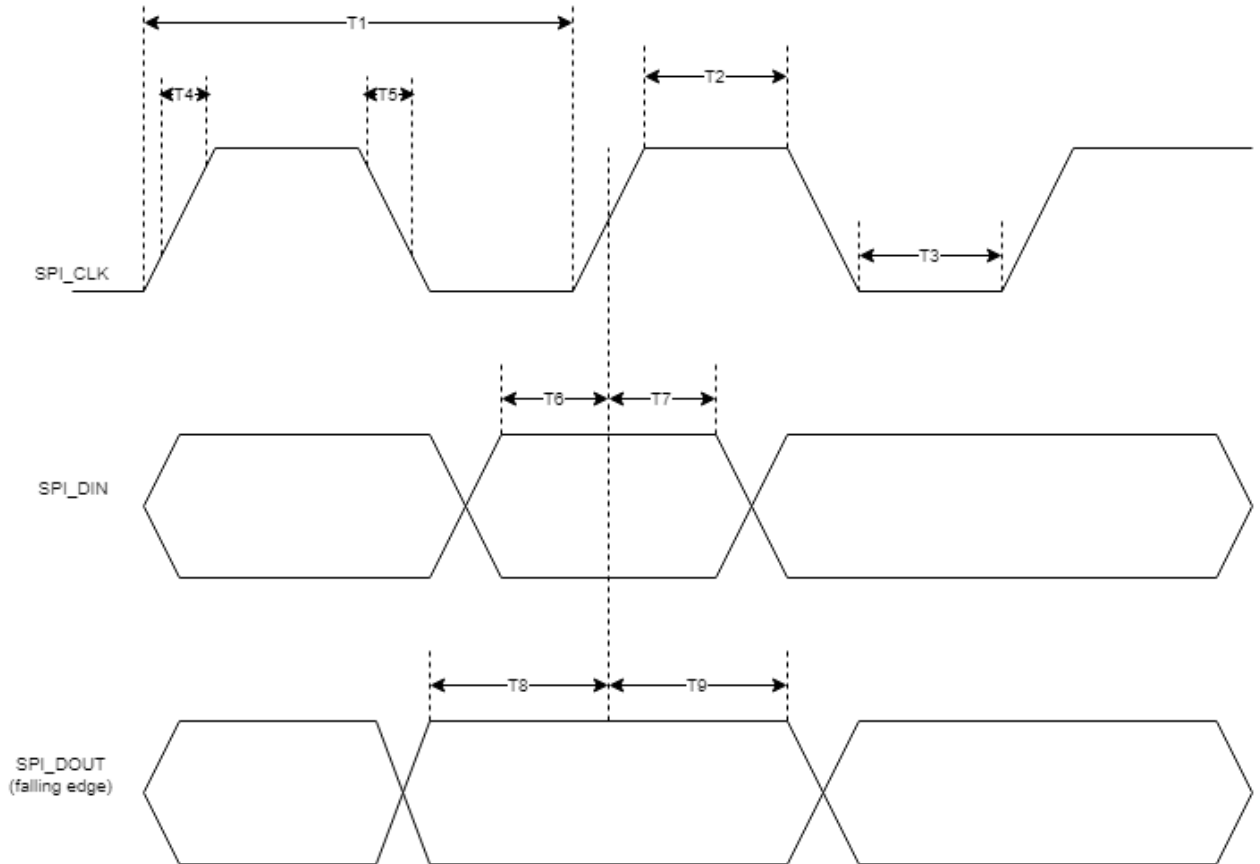 T1
T2
T4
T5
T3
SPI_CLK
T6
T7
SPI_DIN
T8
T9
SPI_DOUT
(falling edge)